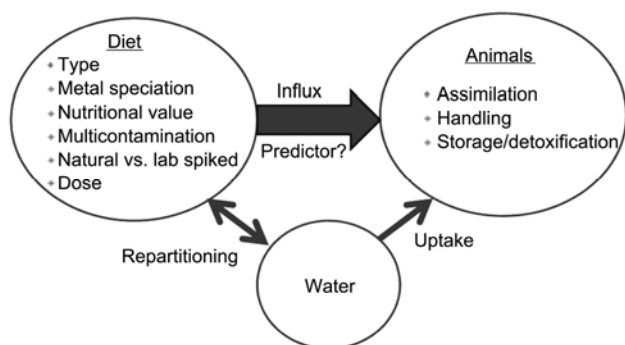 Diet
Type
Metal speciation
Nutritional value
Multicontamination
Natural vs. lab spiked
Dose
Influx
Predictor?
Animals
Assimilation
Handling
Storage/detoxification
Repartitioning
Uptake
Water